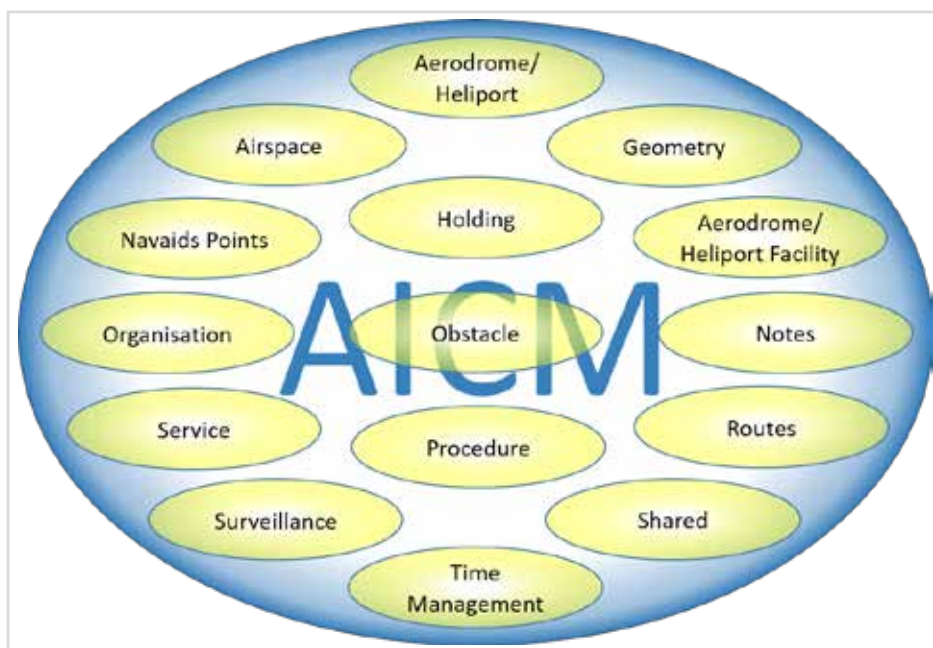 Aerodrome/
Heliport
Airspace
Geometry
Holding
Navaids Points
Aerodrome/
Heliport Facility
AICM
Organisation
Obstacle
Notes
Service
Procedure
Routes
Surveillance
Shared
Time
Management